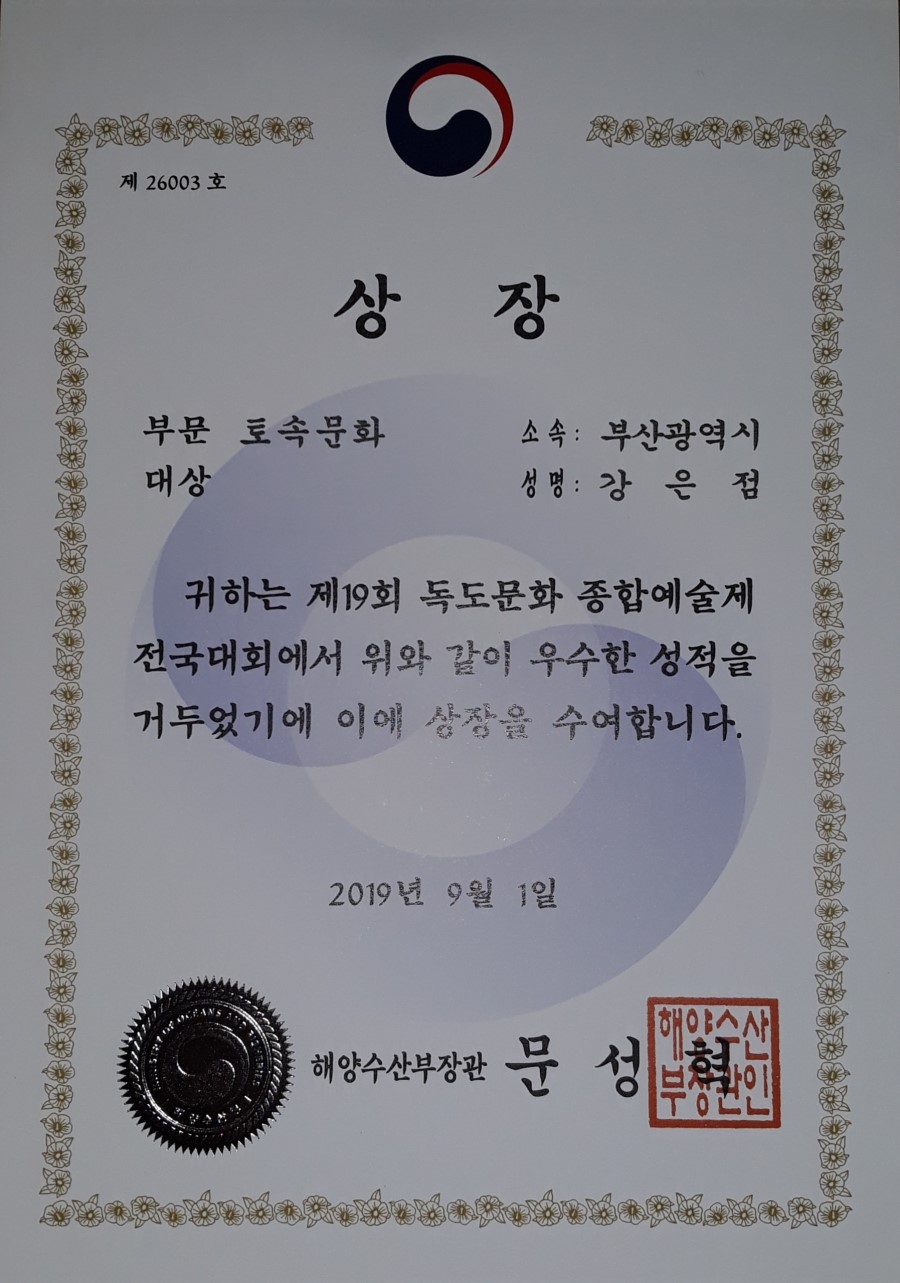 제 26003 호
상 장
부문 토속문화
대상
소속: 부산광역시
성명: 강 은 점
귀하는 제19회 독도문화 종합예술제
전국대회에서 위와 같이 우수한 성적을
거두었기에 이에 상장을 수여합니다.
2019년 9월 1일
해양수산부장관 문 성 혁
해양수산
부장관인